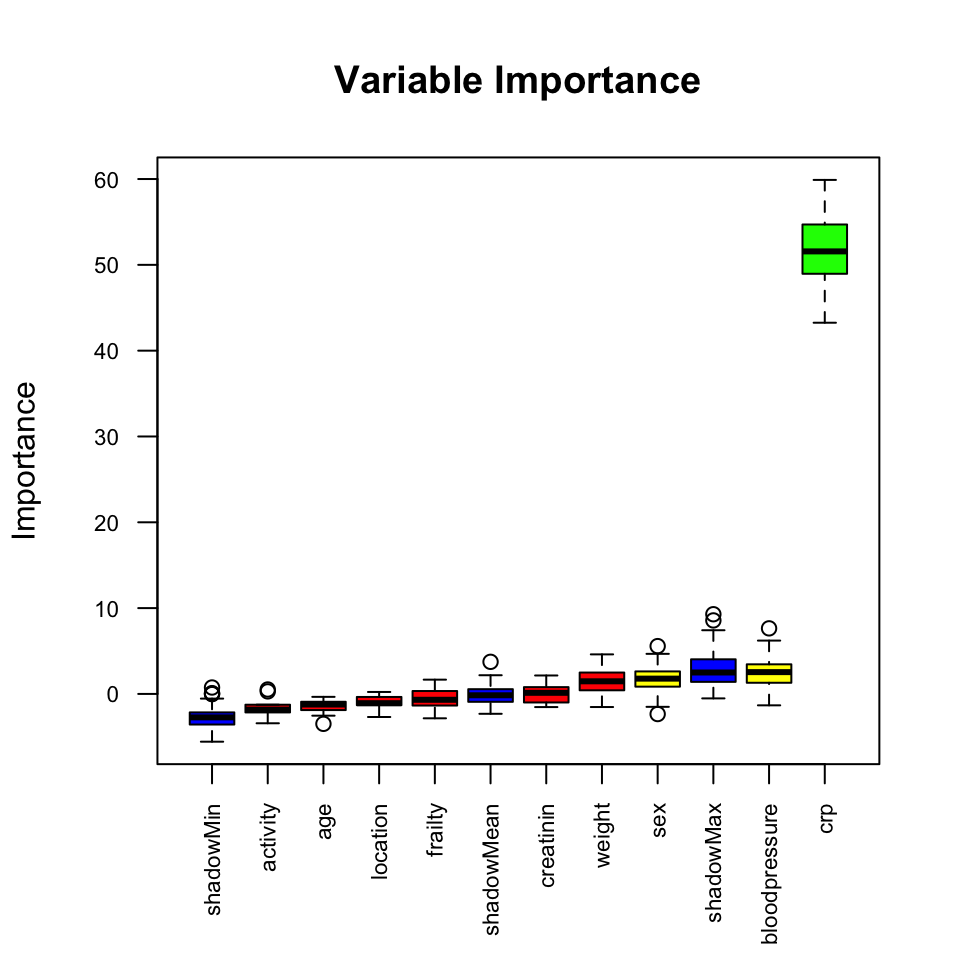 Variable Importance
Importance
60
50
40
30
20
10
0
shadowMin
activity
age
location
frailty
shadowMean
creatinin
weight
sex
shadowMax
bloodpressure
crp